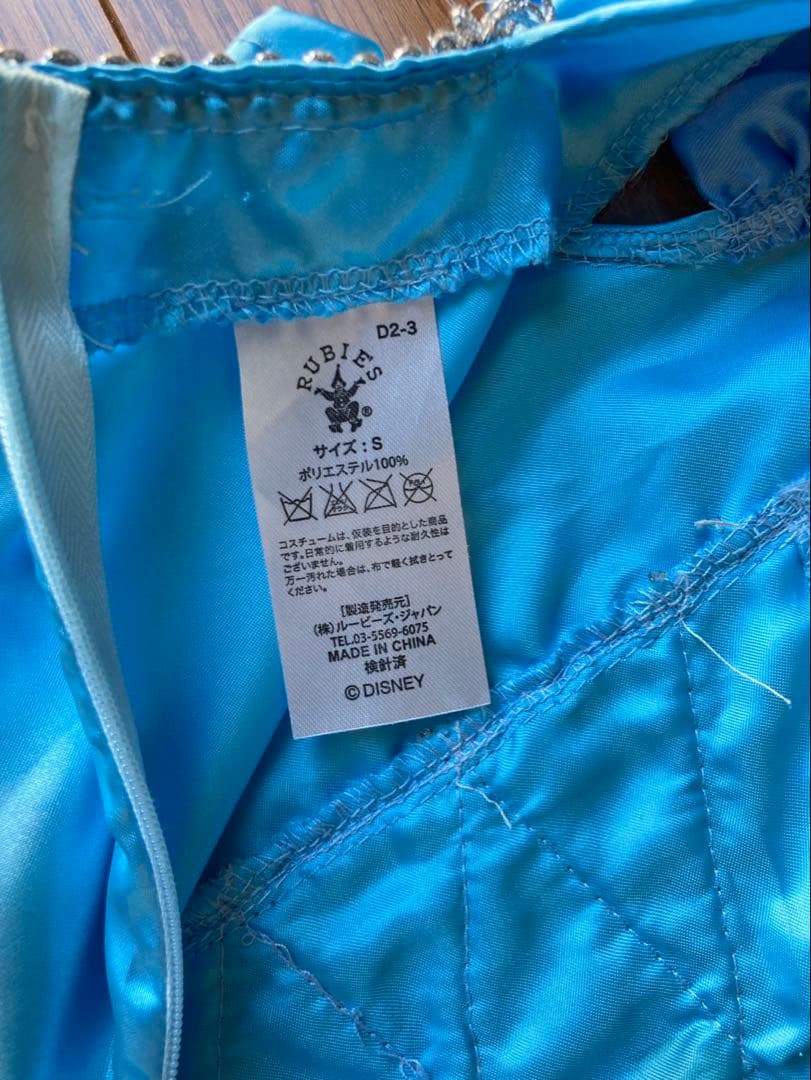 D2-3
RUBIES
®
サイズ：S
ポリエステル100%
コスチュームは、仮装を目的とした商品
です。日常的に着用するような耐久性は
ございません。
万一汚れた場合は、布で軽く拭きとって
ください。
[製造発売元]
(株)ルービーズ・ジャパン
TEL.03-5569-6075
MADE IN CHINA
検針済
©DISNEY